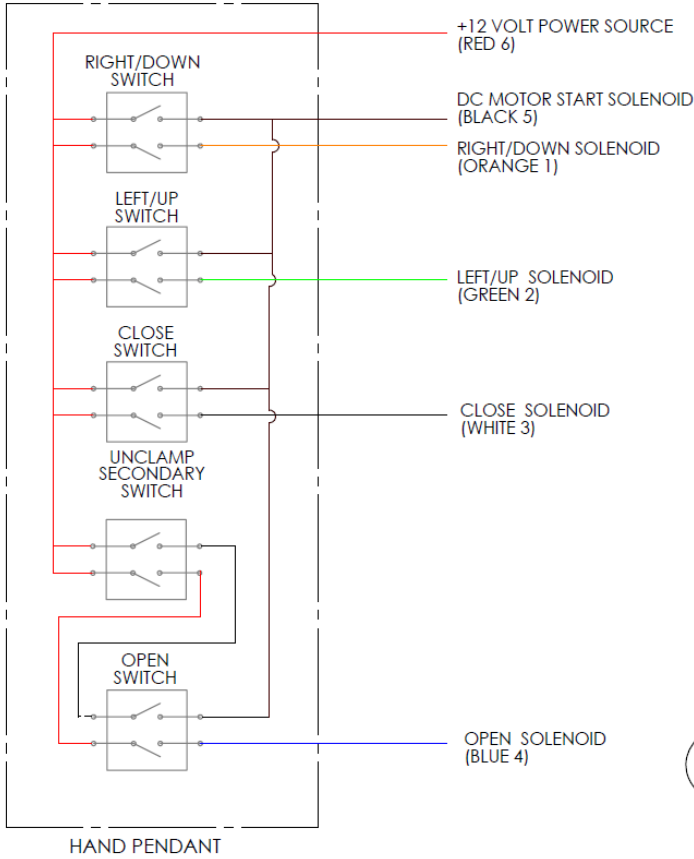 +12 VOLT POWER SOURCE
(RED 6)
RIGHT/DOWN
SWITCH
DC MOTOR START SOLENOID
(BLACK 5)
RIGHT/DOWN SOLENOID
(ORANGE 1)
LEFT/UP
SWITCH
LEFT/UP SOLENOID
(GREEN 2)
CLOSE
SWITCH
CLOSE SOLENOID
(WHITE 3)
UNCLAMP
SECONDARY
SWITCH
OPEN
SWITCH
OPEN SOLENOID
(BLUE 4)
HAND PENDANT